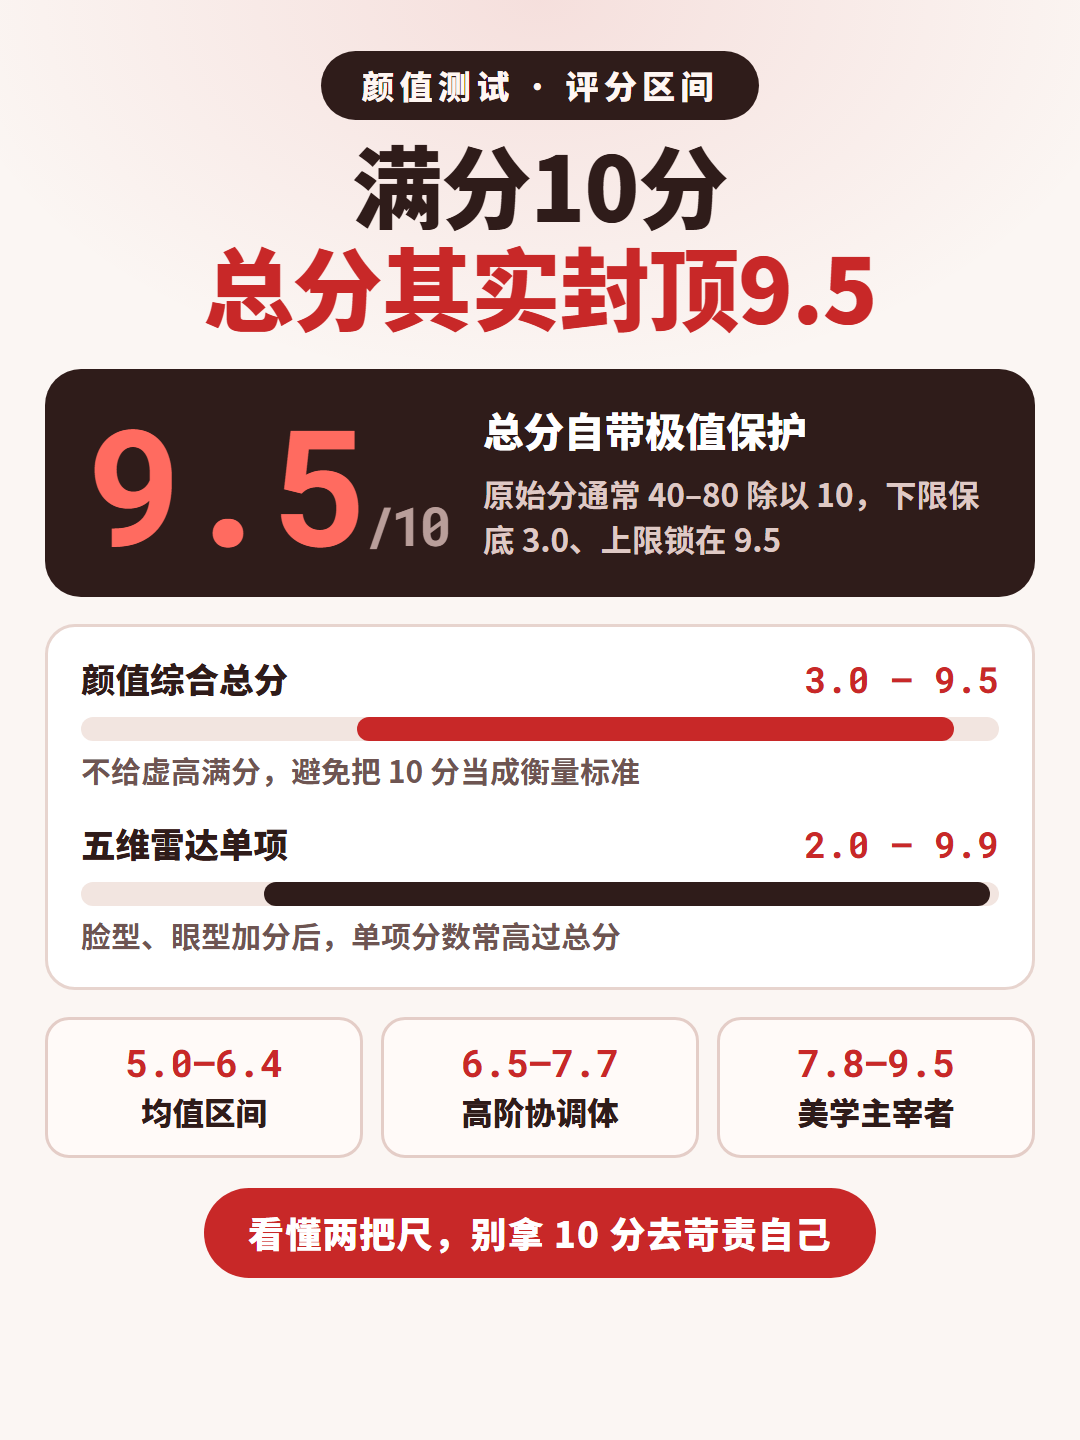 颜值测试 · 评分区间
满分10分
总分其实封顶9.5
9.5/10
总分自带极值保护
原始分通常 40–80 除以 10，下限保
底 3.0、上限锁在 9.5
颜值综合总分
3.0 – 9.5
不给虚高满分，避免把 10 分当成衡量标准
五维雷达单项
2.0 – 9.9
脸型、眼型加分后，单项分数常高过总分
5.0–6.4
均值区间
6.5–7.7
高阶协调体
7.8–9.5
美学主宰者
看懂两把尺，别拿 10 分去苛责自己